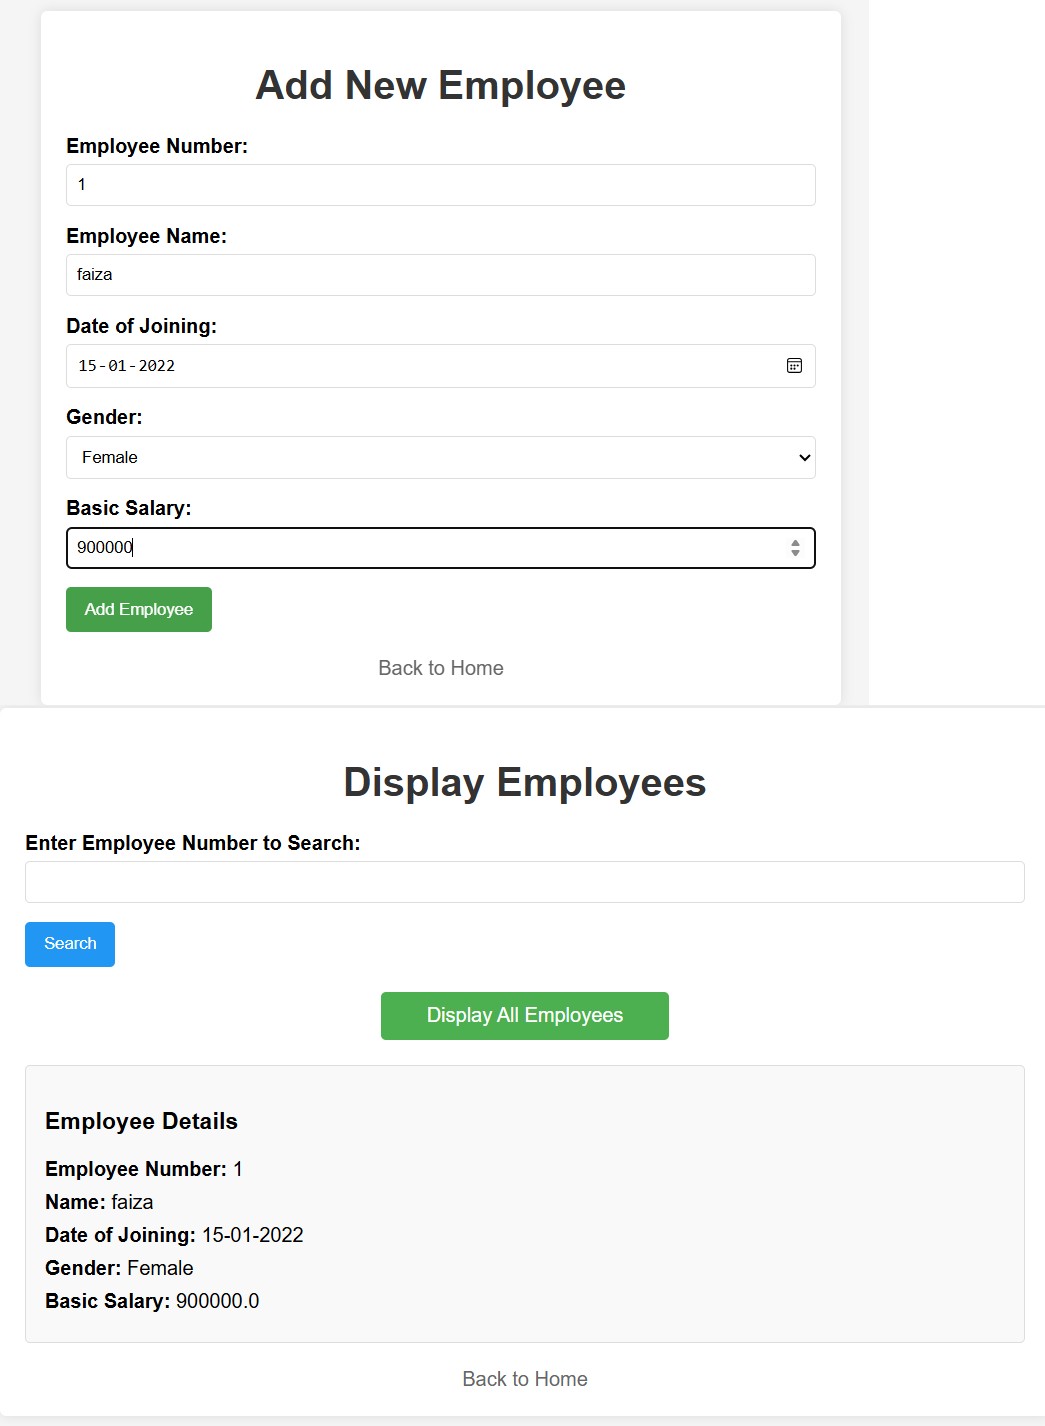 Add New Employee
Employee Number:
1
Employee Name:
faiza
Date of Joining:
15-01-2022
Gender:
Female
Basic Salary:
900000
Add Employee
Back to Home
Display Employees
Enter Employee Number to Search:
Search
Display All Employees
Employee Details
Employee Number: 1
Name: faiza
Date of Joining: 15-01-2022
Gender: Female
Basic Salary: 900000.0
Back to Home